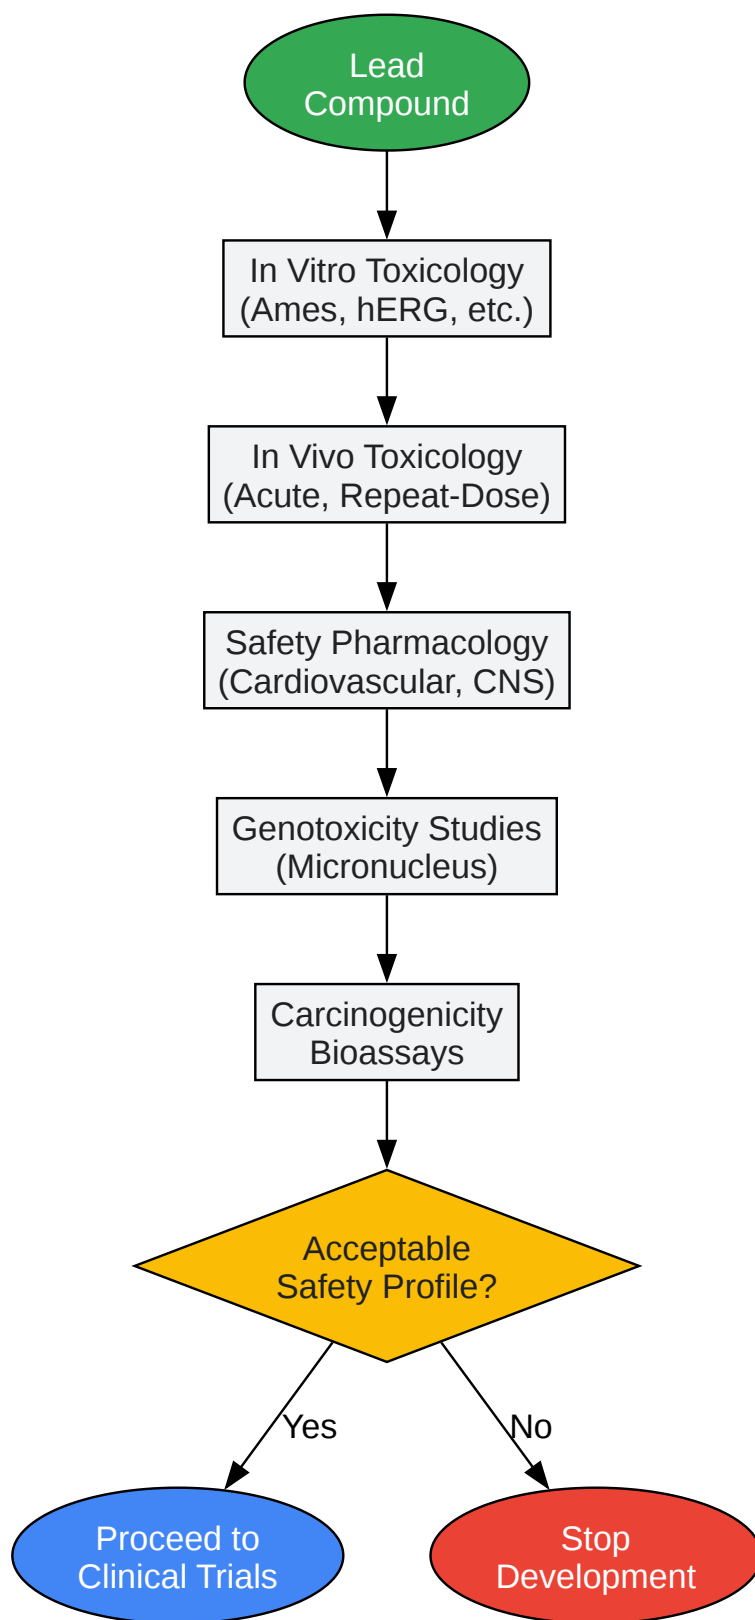 Lead
Compound
In Vitro Toxicology
(Ames, hERG, etc.)
In Vivo Toxicology
(Acute, Repeat-Dose)
Safety Pharmacology
(Cardiovascular, CNS)
Genotoxicity Studies
(Micronucleus)
Carcinogenicity
Bioassays
Acceptable
Safety Profile?
Yes
No
Proceed to
Clinical Trials
Stop
Development